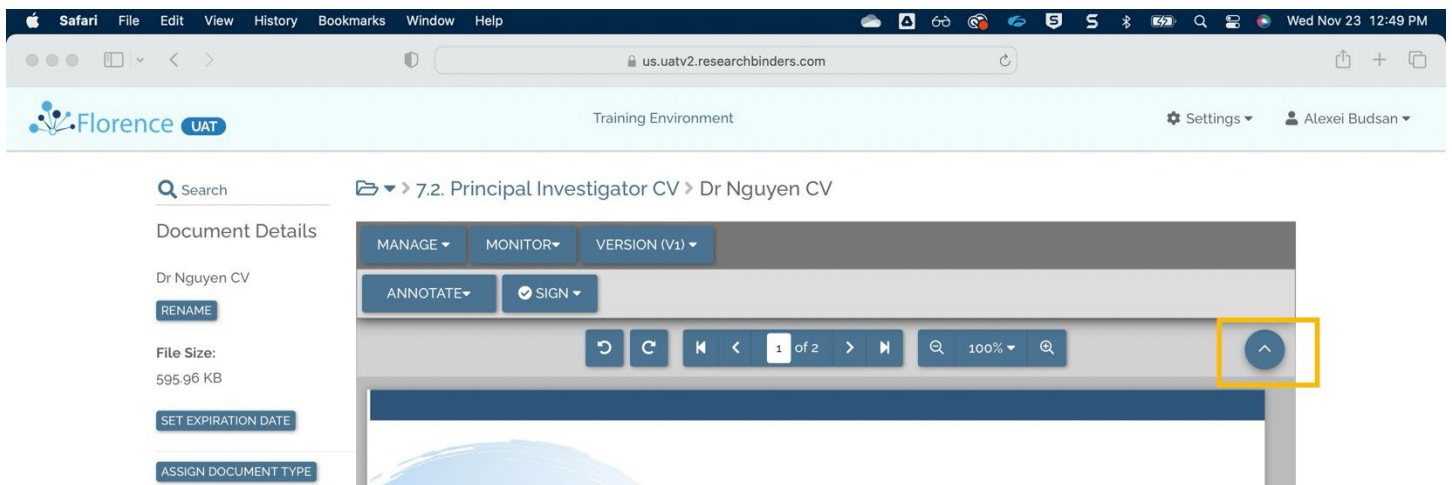 Safari File Edit View History Bookmarks Window Help Wed Nov 23 12:49 PM
us.uatv2.researchbinders.com
Florence UAT Training Environment Settings Alexei Budsan
Search 7.2. Principal Investigator CV > Dr Nguyen CV
Document Details
MANAGE MONITOR VERSION (V1)
Dr Nguyen CV
ANNOTATE SIGN
RENAME
File Size:
1 of 2 100%
595.96 KB
SET EXPIRATION DATE
ASSIGN DOCUMENT TYPE